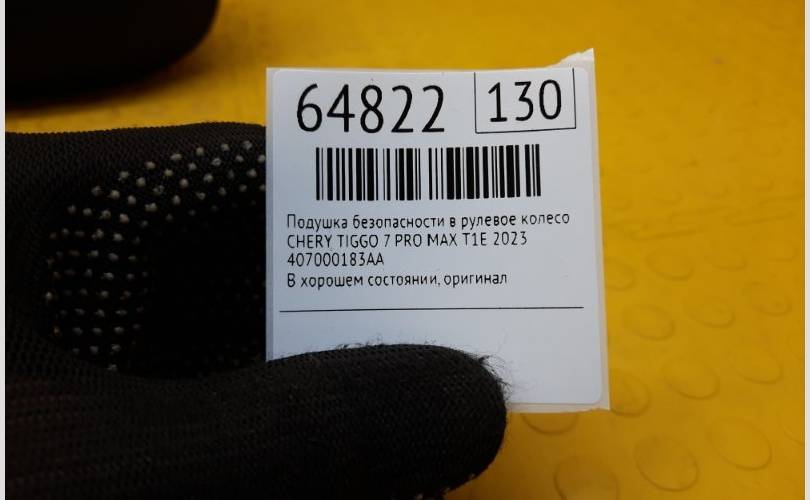 64822 130
Подушка безопасности в рулевое колесо
CHERY TIGGO 7 PRO MAX T1E 2023
407000183AA
В хорошем состоянии, оригинал